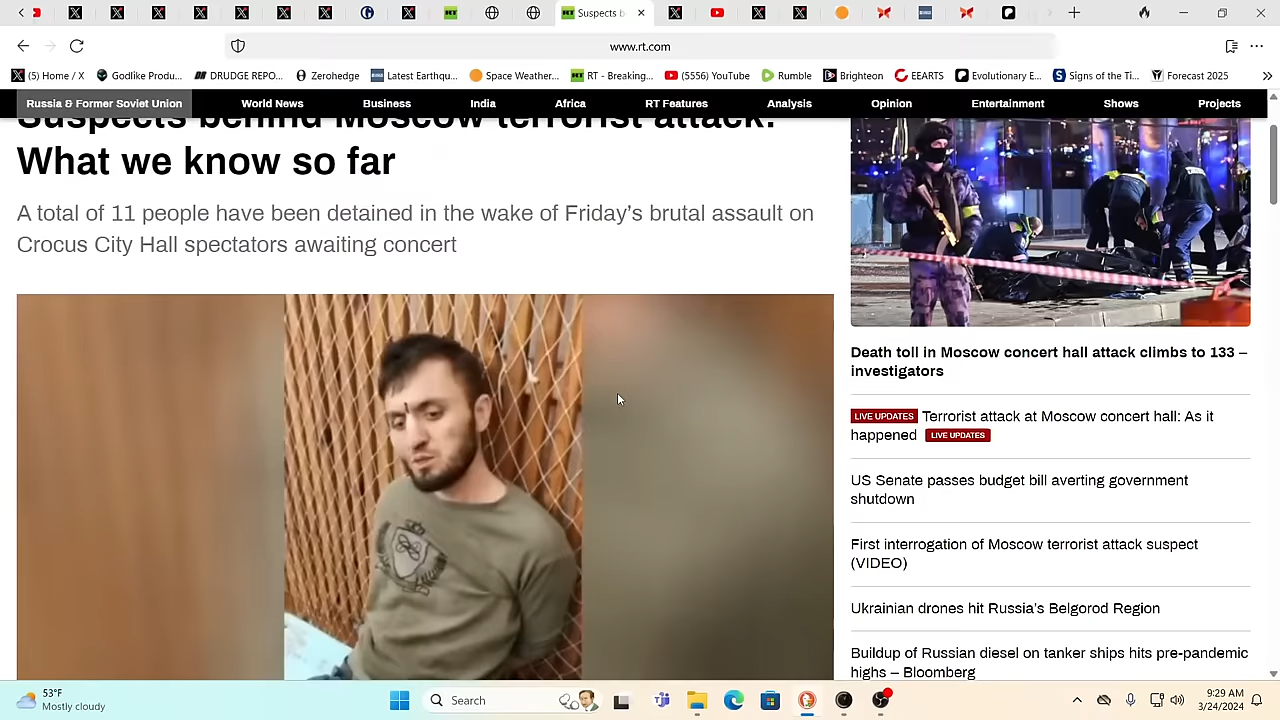 Suspects b
www.rt.com
(5) Home / X
Godlike Produ...
DRUDGE REPO...
Zerohedge
Latest Earthqu...
Space Weather...
RT - Breaking...
(5556) YouTube
Rumble
Brighteon
EEARTS
Evolutionary E...
Signs of the Ti...
Forecast 2025
Russia & Former Soviet Union
World News
Business
India
Africa
RT Features
Analysis
Opinion
Entertainment
Shows
Projects
Suspects behind Moscow terrorist attack:
What we know so far
A total of 11 people have been detained in the wake of Friday’s brutal assault on
Crocus City Hall spectators awaiting concert
Death toll in Moscow concert hall attack climbs to 133 –
investigators
LIVE UPDATES Terrorist attack at Moscow concert hall: As it
happened LIVE UPDATES
US Senate passes budget bill averting government
shutdown
First interrogation of Moscow terrorist attack suspect
(VIDEO)
Ukrainian drones hit Russia’s Belgorod Region
Buildup of Russian diesel on tanker ships hits pre-pandemic
highs – Bloomberg
53°F
Mostly cloudy
Search
9:29 AM
3/24/2024